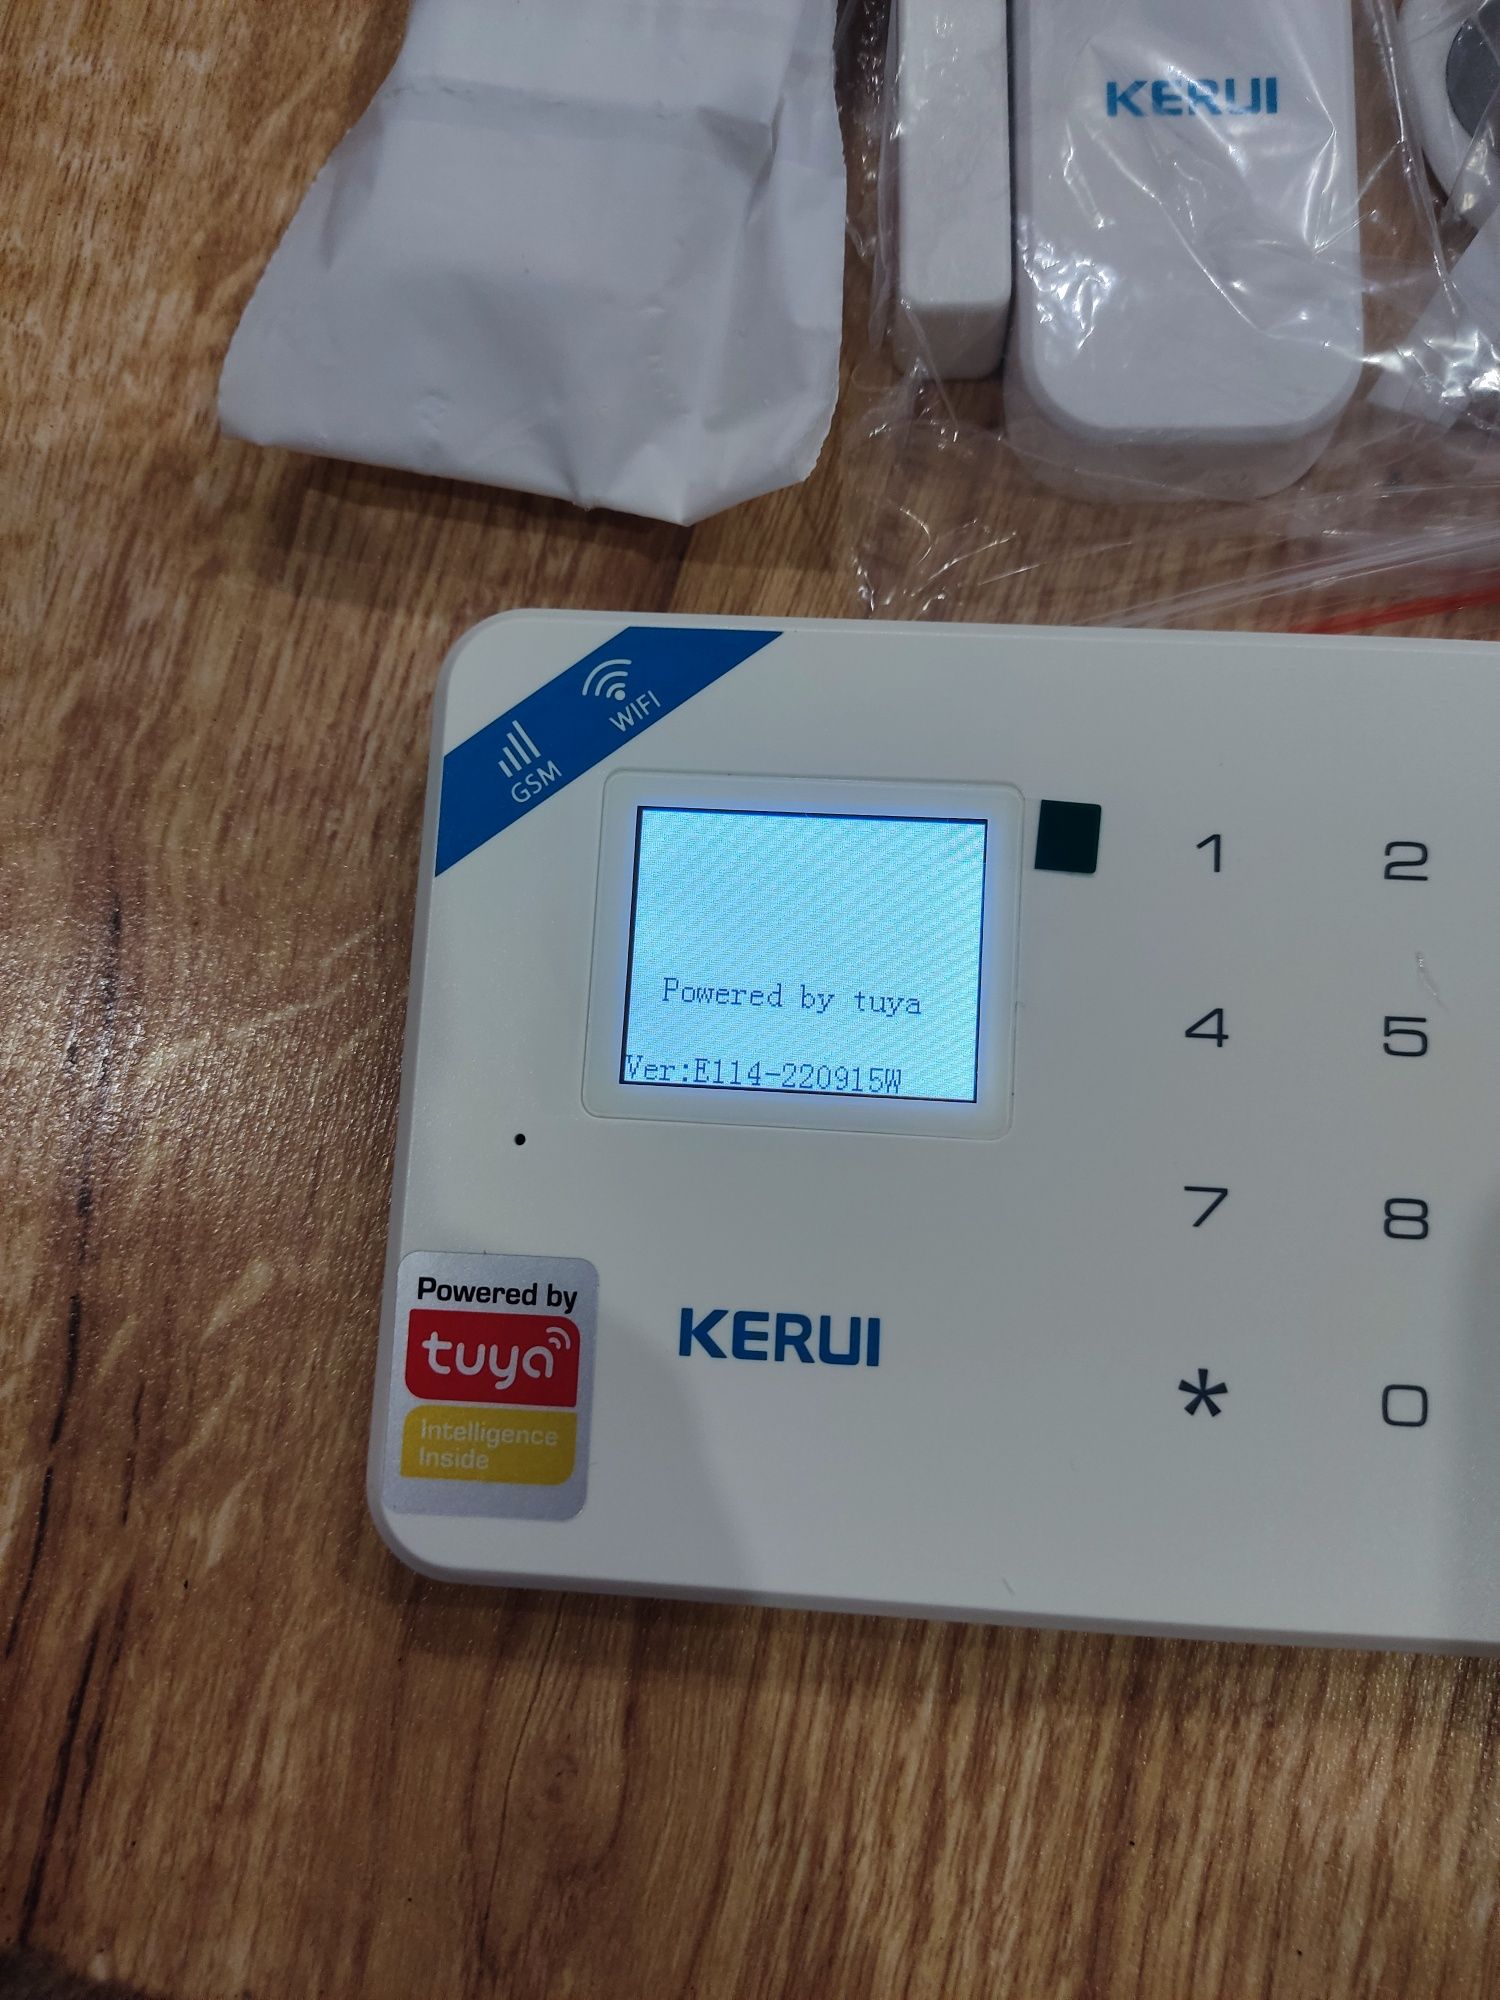 KERUI
WIFI
GSM
1 2
Powered by tuya
4 5
Ver:E114-220915W
7 8
Powered by
tuya
KERUI
Intelligence
Inside
* 0